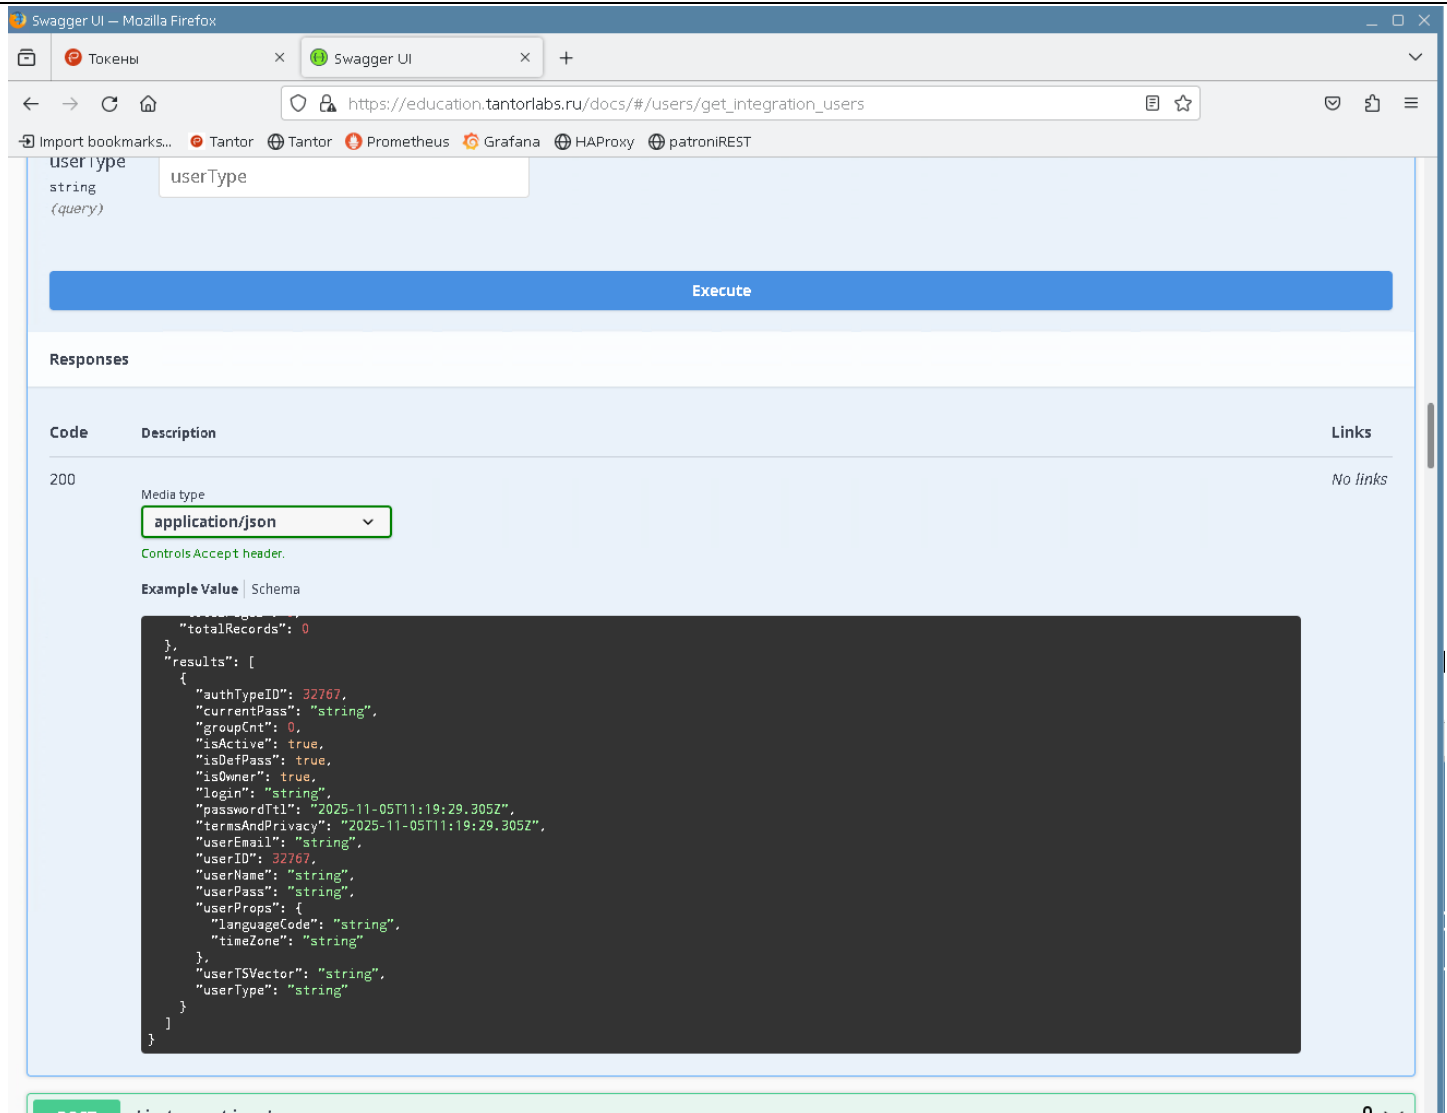 Swagger UI — Mozilla Firefox
Токены
Swagger UI
https://education.tantorlabs.ru/docs/#/users/get_integration_users
Import bookmarks... Tantor Tantor Prometheus Grafana HAProxy patroniREST
userType
userType
string
(query)
Execute
Responses
Code Description Links
200 No links
Media type
application/json
Controls Accept header.
Example Value Schema
"totalRecords": 0
},
"results": [
{
"authTypeID": 32767,
"currentPass": "string",
"groupCnt": 0,
"isActive": true,
"isDefPass": true,
"isOwner": true,
"login": "string",
"passwordTtl": "2025-11-05T11:19:29.305Z",
"termsAndPrivacy": "2025-11-05T11:19:29.305Z",
"userEmail": "string",
"userID": 32767,
"userName": "string",
"userPass": "string",
"userProps": {
"languageCode": "string",
"timeZone": "string"
},
"userTSVector": "string",
"userType": "string"
}
]
}